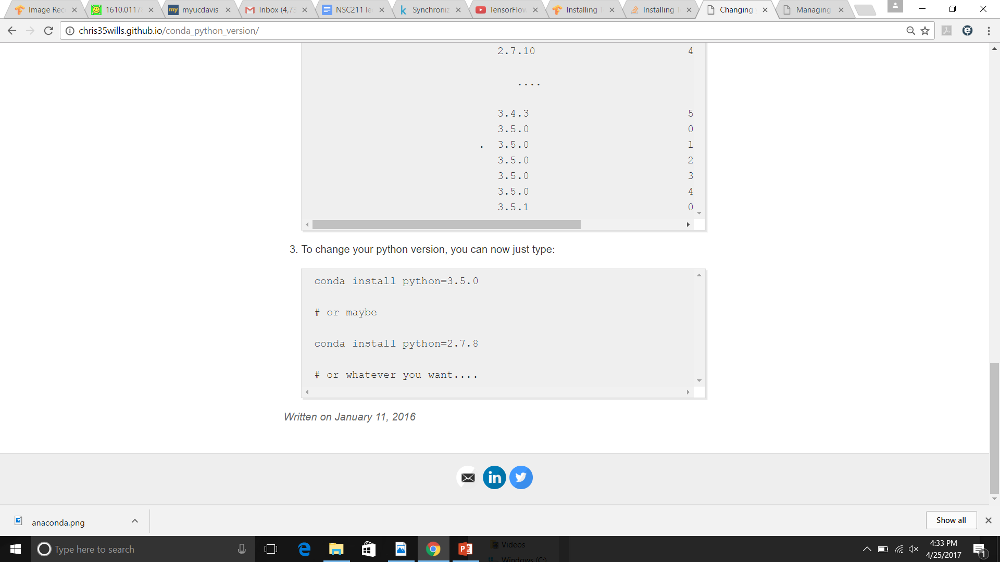 Image Rec
1610.0117
my myucdavis
Inbox (4,73
NSC211 le
k Synchroniz
TensorFlow
Installing T
Installing T
Changing
Managing
chris35wills.github.io/conda_python_version/
2.7.10 4
....
3.4.3 5
3.5.0 0
. 3.5.0 1
3.5.0 2
3.5.0 3
3.5.0 4
3.5.1 0
3. To change your python version, you can now just type:
conda install python=3.5.0
# or maybe
conda install python=2.7.8
# or whatever you want....
Written on January 11, 2016
in
anaconda.png
Show all
Type here to search
Videos
Windows (C:)
4:33 PM
4/25/2017
1